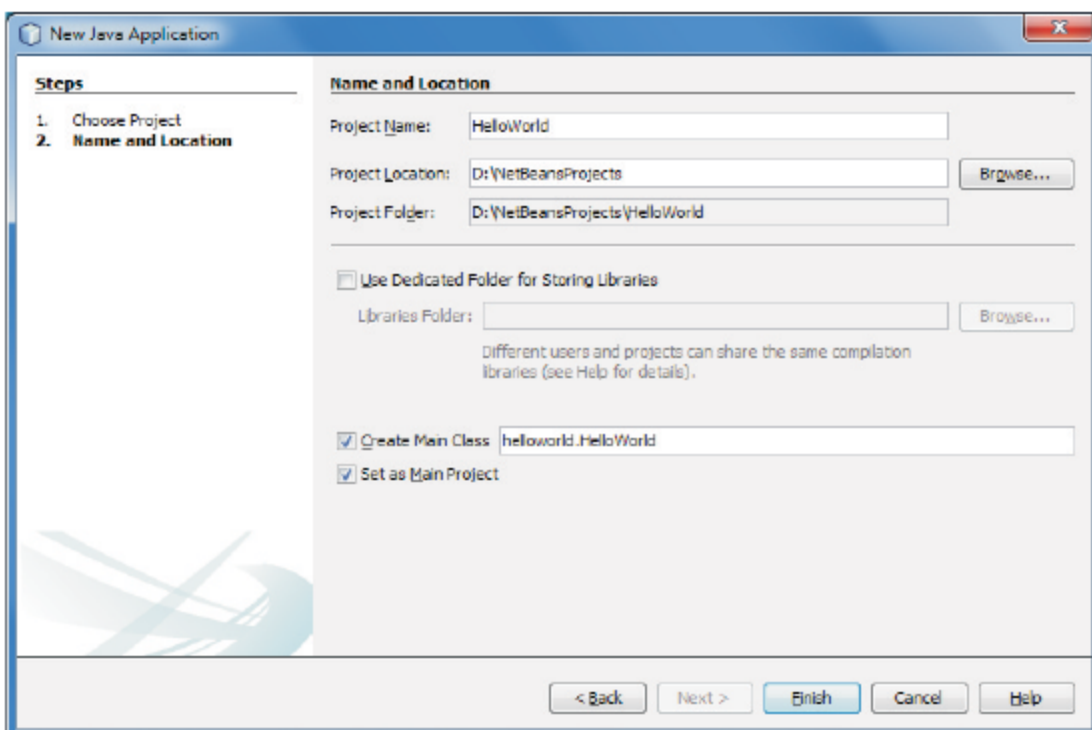 New Java Application
Steps
1. Choose Project
2. Name and Location
Name and Location
Project Name: HelloWorld
Project Location: D:\NetBeansProjects Browse...
Project Folder: D:\NetBeansProjects\HelloWorld
Use Dedicated Folder for Storing Libraries
Libraries Folder: Browse...
Different users and projects can share the same compilation
libraries (see Help for details).
Create Main Class helloworld.HelloWorld
Set as Main Project
< Back Next > Finish Cancel Help